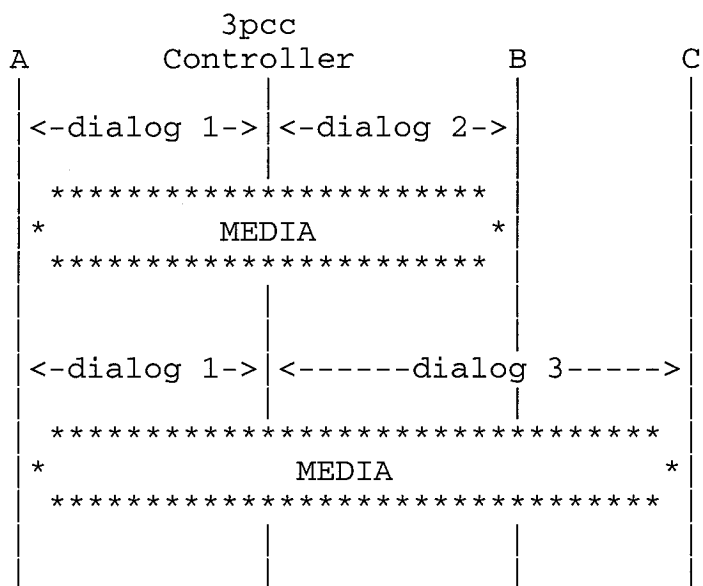 3pcc
A Controller B C
<-dialog 1-> <-dialog 2->
***********************
* MEDIA *
***********************
<-dialog 1-> <------dialog 3----->
********************************
* MEDIA *
********************************